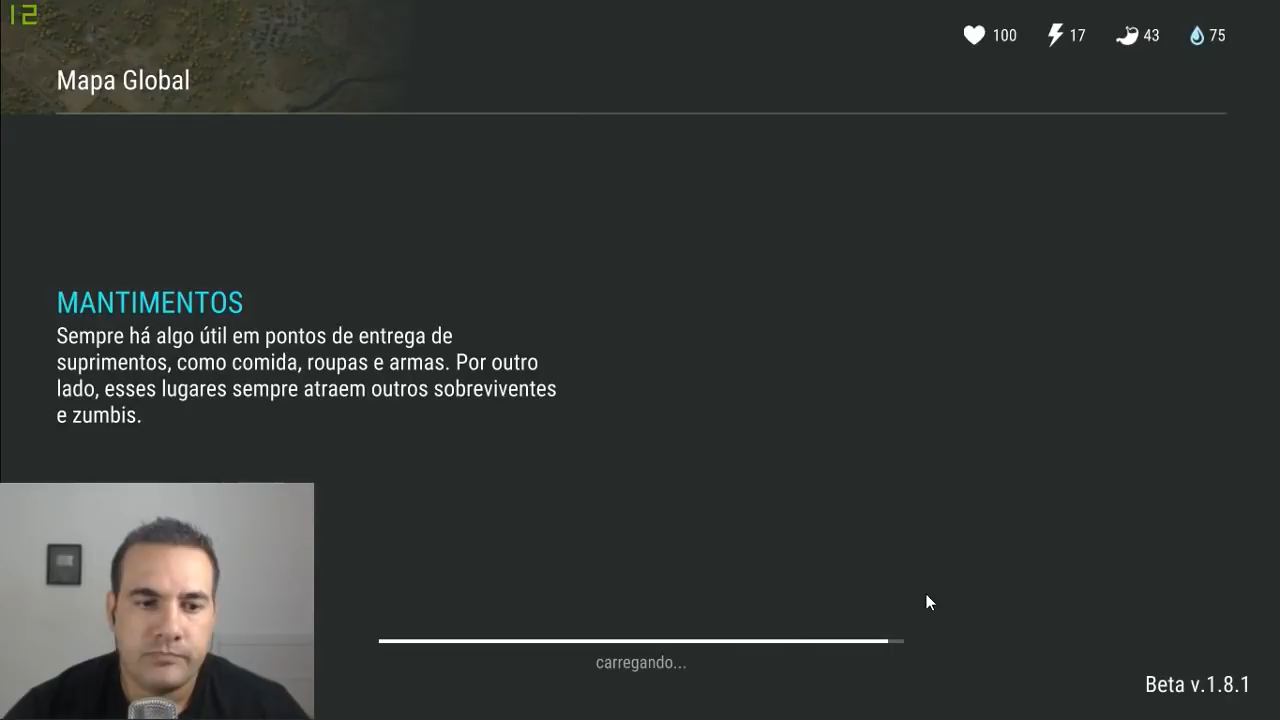 12
100 17 43 75
Mapa Global
MANTIMENTOS
Sempre há algo útil em pontos de entrega de
suprimentos, como comida, roupas e armas. Por outro
lado, esses lugares sempre atraem outros sobreviventes
e zumbis.
carregando...
Beta v.1.8.1